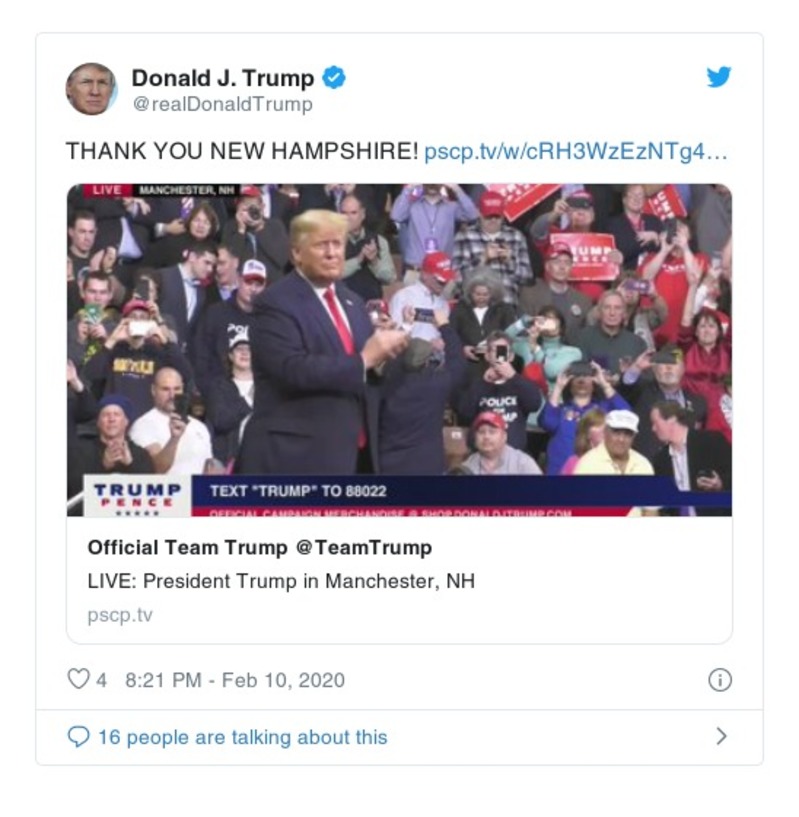 Donald J. Trump
@realDonaldTrump
THANK YOU NEW HAMPSHIRE! pscp.tv/w/cRH3WzEzNTg4…
LIVE MANCHESTER, NH
POLICE
TRUMP
PENCE
TEXT "TRUMP" TO 88022
OFFICIAL CAMPAIGN MERCHANDISE @ SHOP.DONALDJTRUMP.COM
Official Team Trump @TeamTrump
LIVE: President Trump in Manchester, NH
pscp.tv
4 8:21 PM - Feb 10, 2020
16 people are talking about this